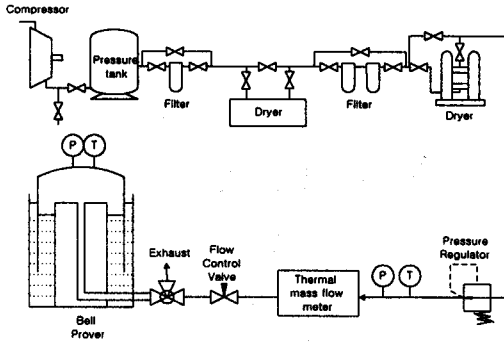 Compressor
Pressure
tank
Filter
Dryer
Filter
Dryer
P
T
Exhaust
Flow
Control
Valve
Thermal
mass flow
meter
P
T
Pressure
Regulator
Bell
Prover